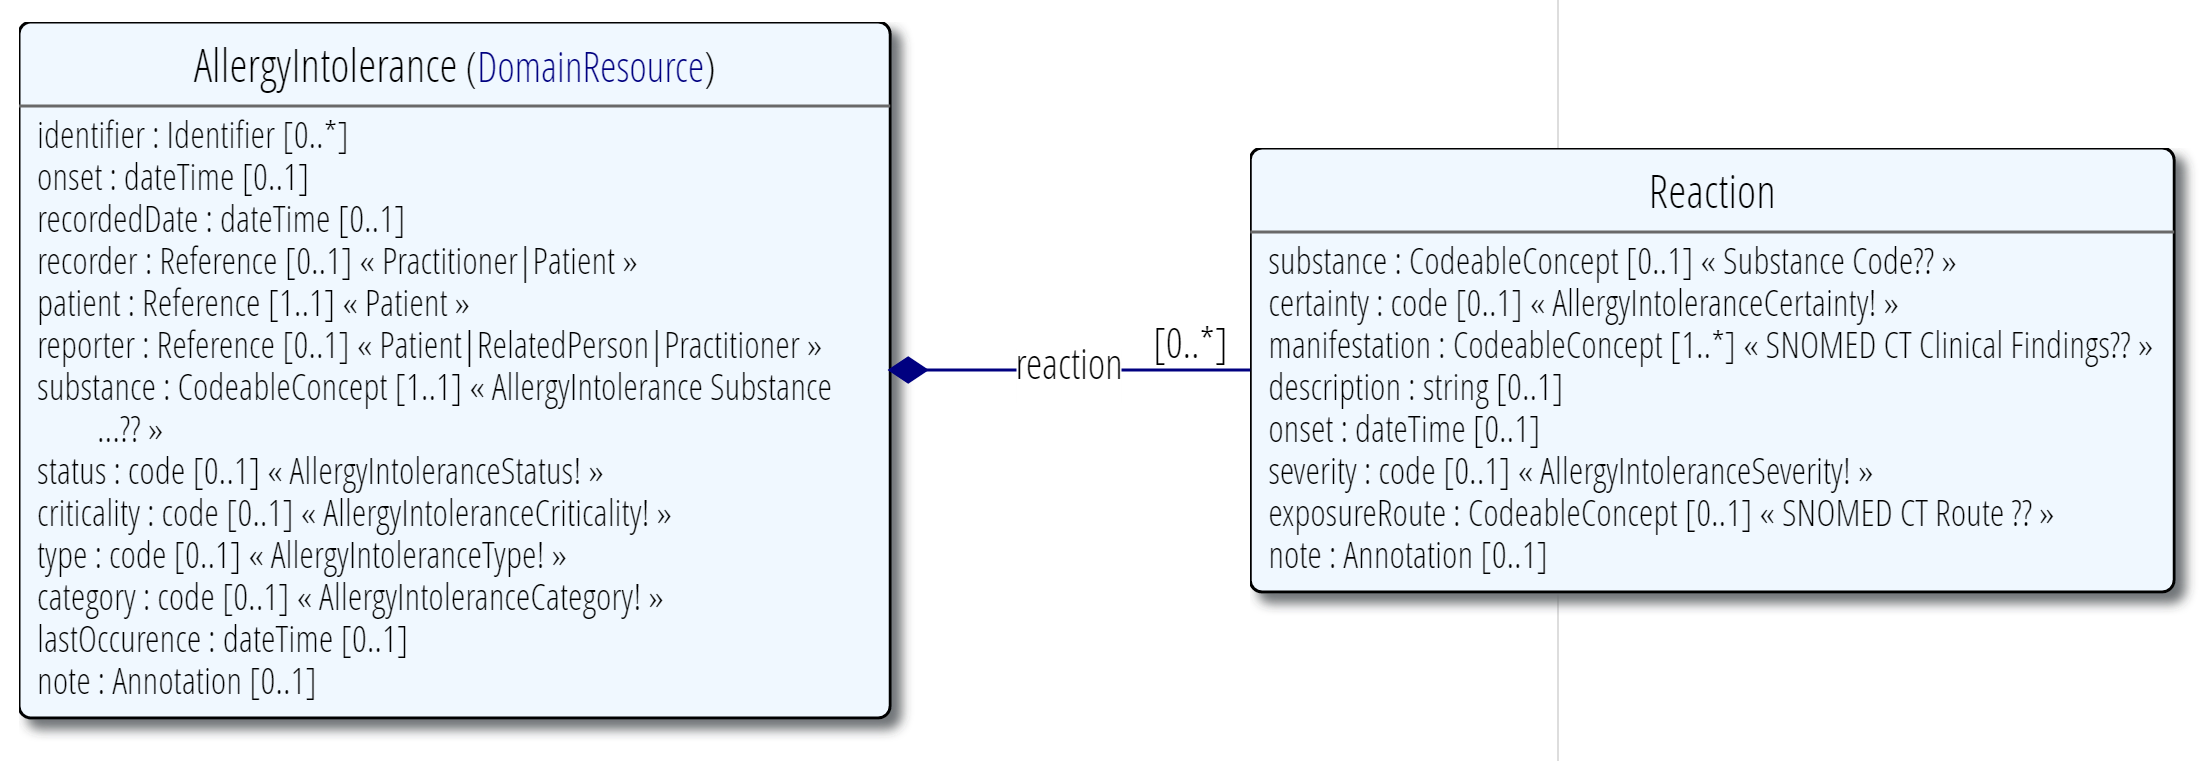 AllergyIntolerance (DomainResource)
identifier : Identifier [0..*]
onset : dateTime [0..1]
recordedDate : dateTime [0..1]
recorder : Reference [0..1] « Practitioner|Patient »
patient : Reference [1..1] « Patient »
reporter : Reference [0..1] « Patient|RelatedPerson|Practitioner »
substance : CodeableConcept [1..1] « AllergyIntolerance Substance
...?? »
status : code [0..1] « AllergyIntoleranceStatus! »
criticality : code [0..1] « AllergyIntoleranceCriticality! »
type : code [0..1] « AllergyIntoleranceType! »
category : code [0..1] « AllergyIntoleranceCategory! »
lastOccurence : dateTime [0..1]
note : Annotation [0..1]
reaction
[0..*]
Reaction
substance : CodeableConcept [0..1] « Substance Code?? »
certainty : code [0..1] « AllergyIntoleranceCertainty! »
manifestation : CodeableConcept [1..*] « SNOMED CT Clinical Findings?? »
description : string [0..1]
onset : dateTime [0..1]
severity : code [0..1] « AllergyIntoleranceSeverity! »
exposureRoute : CodeableConcept [0..1] « SNOMED CT Route ?? »
note : Annotation [0..1]